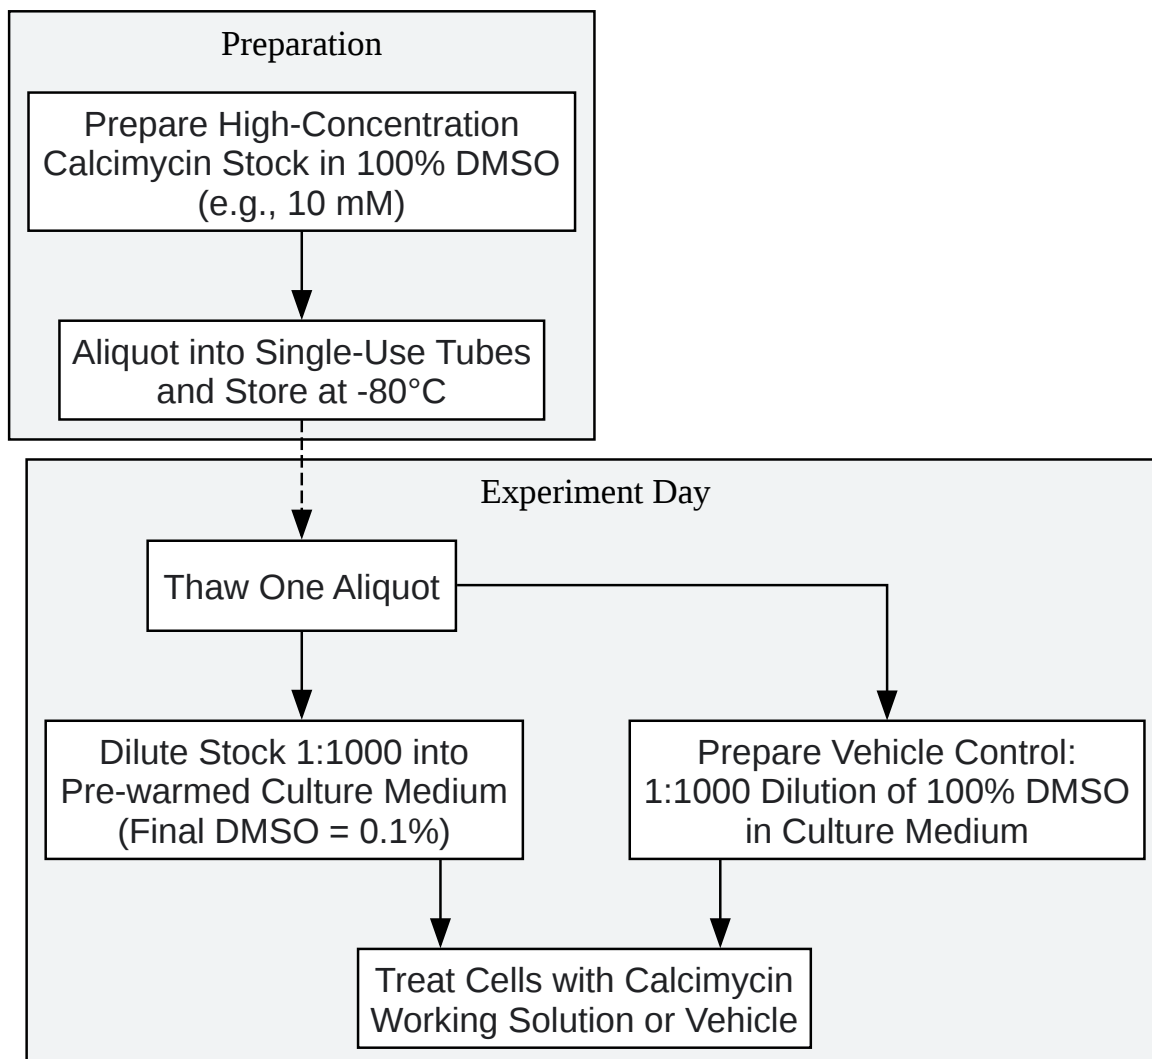 Preparation
Prepare High-Concentration
Calcimycin Stock in 100% DMSO
(e.g., 10 mM)
Aliquot into Single-Use Tubes
and Store at -80°C
Experiment Day
Thaw One Aliquot
Dilute Stock 1:1000 into
Pre-warmed Culture Medium
(Final DMSO = 0.1%)
Prepare Vehicle Control:
1:1000 Dilution of 100% DMSO
in Culture Medium
Treat Cells with Calcimycin
Working Solution or Vehicle